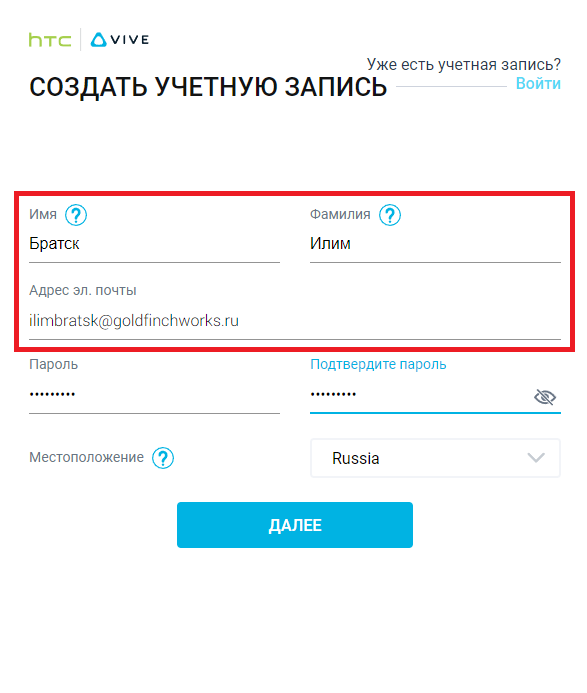 hTC VIVE
Уже есть учетная запись?
СОЗДАТЬ УЧЕТНУЮ ЗАПИСЬ
Войти
Имя ? Фамилия ?
Братск Илим
Адрес эл. почты
ilimbratsk@goldfinchworks.ru
Пароль Подтвердите пароль
••••••••• •••••••••
Местоположение ? Russia
ДАЛЕЕ